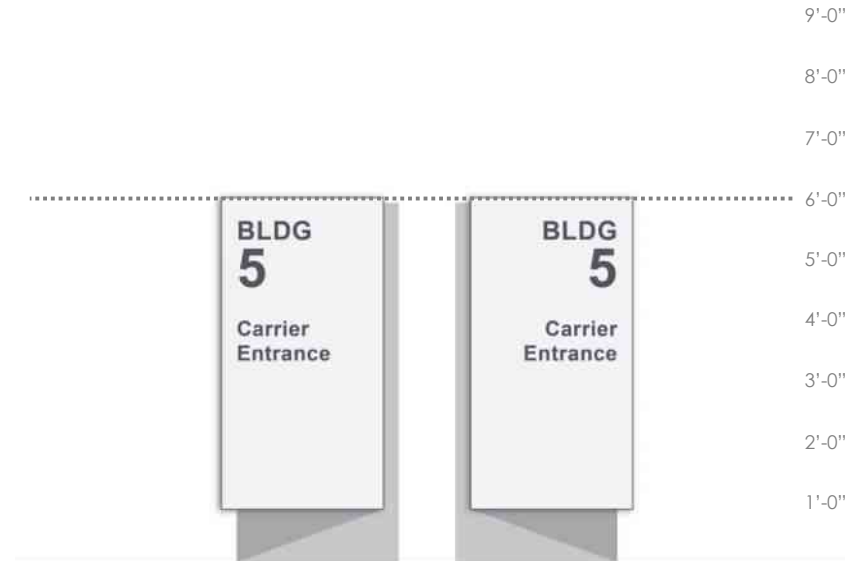 9’-0”
8’-0”
7’-0”
6’-0”
BLDG
5
Carrier
Entrance
BLDG
5
Carrier
Entrance
5’-0”
4’-0”
3’-0”
2’-0”
1’-0”